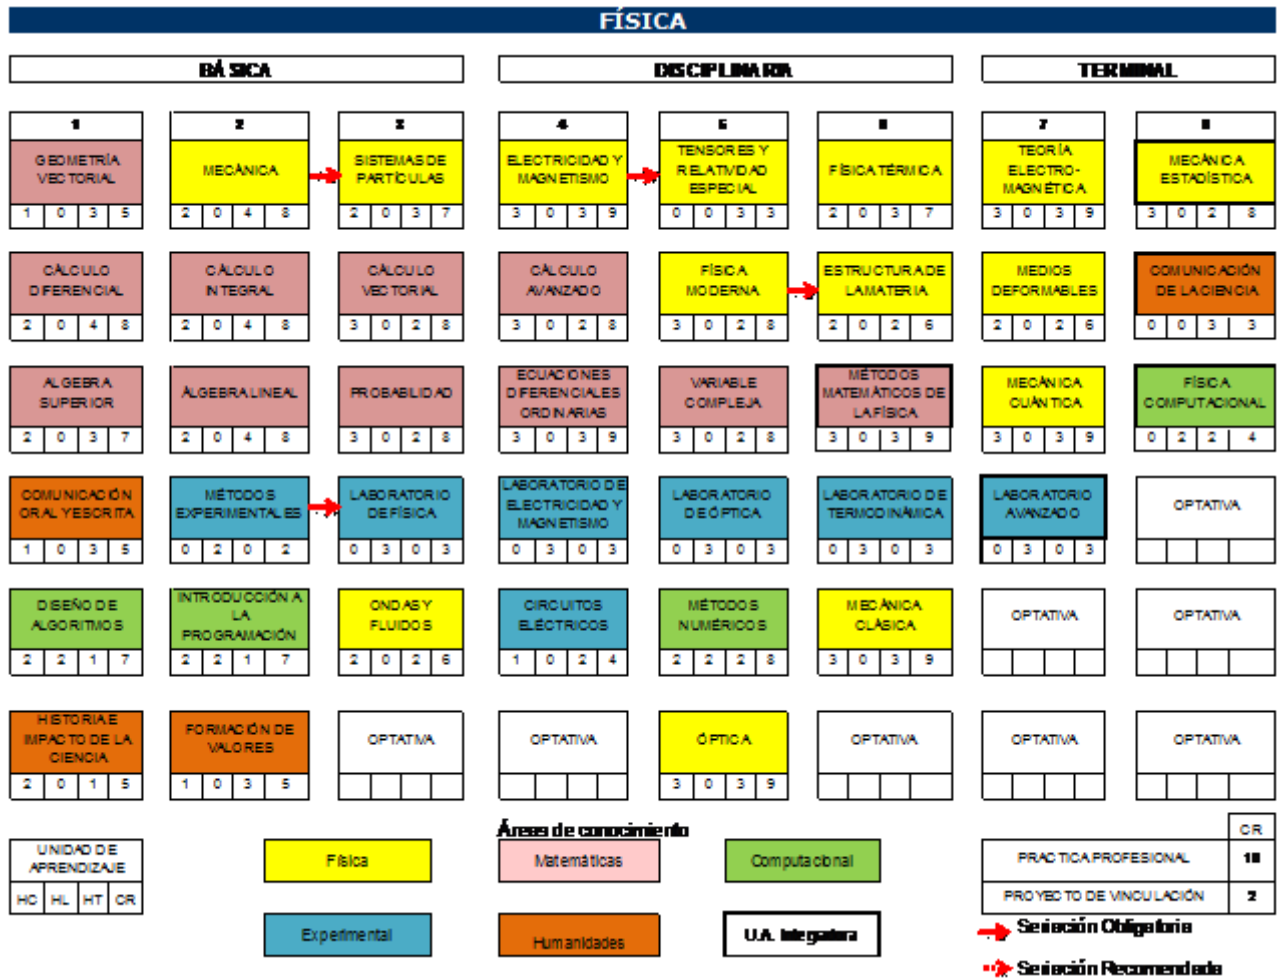 FÍSICA
BÁSICA DISCIPLINARIA TERMINAL
1 2 3 4 5 6 7 8
GEOMETRÍA VECTORIAL
1 0 3 5
MECÁNICA
2 0 4 8
SISTEMAS DE PARTÍCULAS
2 0 3 7
ELECTRICIDAD Y MAGNETISMO
3 0 3 9
TENSORES Y RELATIVIDAD ESPECIAL
0 0 3 3
FÍSICA TÉRMICA
2 0 3 7
TEORÍA ELECTRO-MAGNÉTICA
3 0 3 9
MECÁNICA ESTADÍSTICA
3 0 2 8
CÁLCULO DIFERENCIAL
2 0 4 8
CÁLCULO INTEGRAL
2 0 4 8
CÁLCULO VECTORIAL
3 0 2 8
CÁLCULO AVANZADO
3 0 2 8
FÍSICA MODERNA
3 0 2 8
ESTRUCTURA DE LA MATERIA
2 0 2 6
MEDIOS DEFORMABLES
2 0 2 6
COMUNICACIÓN DE LA CIENCIA
0 0 3 3
ALGEBRA SUPERIOR
2 0 3 7
ÁLGEBRA LINEAL
2 0 4 8
PROBABILIDAD
3 0 2 8
ECUACIONES DIFERENCIALES ORDINARIAS
3 0 3 9
VARIABLE COMPLEJA
3 0 2 8
MÉTODOS MATEMÁTICOS DE LA FÍSICA
3 0 3 9
MECÁNICA CUÁNTICA
3 0 3 9
FÍSICA COMPUTACIONAL
0 2 2 4
COMUNICACIÓN ORAL Y ESCRITA
1 0 3 5
MÉTODOS EXPERIMENTALES
0 2 0 2
LABORATORIO DE FÍSICA
0 3 0 3
LABORATORIO DE ELECTRICIDAD Y MAGNETISMO
0 3 0 3
LABORATORIO DE ÓPTICA
0 3 0 3
LABORATORIO DE TERMODINÁMICA
0 3 0 3
LABORATORIO AVANZADO
0 3 0 3
OPTATIVA
DISEÑO DE ALGORITMOS
2 2 1 7
INTRODUCCIÓN A LA PROGRAMACIÓN
2 2 1 7
ONDAS Y FLUIDOS
2 0 2 6
CIRCUITOS ELÉCTRICOS
1 0 2 4
MÉTODOS NUMÉRICOS
2 2 2 8
MECÁNICA CLÁSICA
3 0 3 9
OPTATIVA
OPTATIVA
HISTORIA E IMPACTO DE LA CIENCIA
2 0 1 5
FORMACIÓN DE VALORES
1 0 3 5
OPTATIVA
OPTATIVA
ÓPTICA
3 0 3 9
OPTATIVA
OPTATIVA
OPTATIVA
UNIDAD DE APRENDIZAJE
HC HL HT CR
Áreas de conocimiento
Física
Matemáticas
Computacional
Experimental
Humanidades
U.A. Integradora
CR
PRACTICA PROFESIONAL 10
PROYECTO DE VINCULACIÓN 2
Seriación Obligatoria
Seriación Recomendada